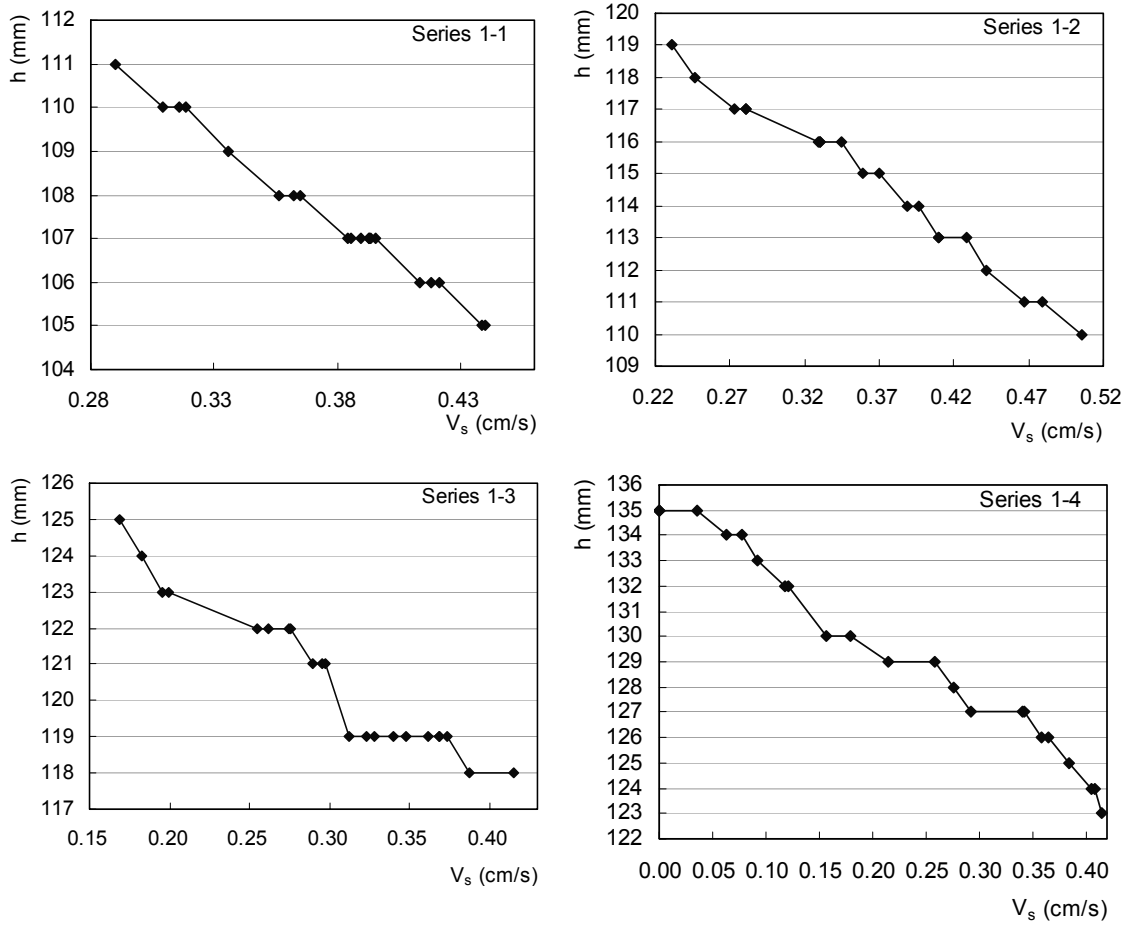 112
111
110
109
108
107
106
105
104
h (mm)
Series 1-1
0.28 0.33 0.38 0.43
Vₛ (cm/s)
120
119
118
117
116
115
114
113
112
111
110
109
h (mm)
Series 1-2
0.22 0.27 0.32 0.37 0.42 0.47 0.52
Vₛ (cm/s)
126
125
124
123
122
121
120
119
118
117
h (mm)
Series 1-3
0.15 0.20 0.25 0.30 0.35 0.40
Vₛ (cm/s)
136
135
134
133
132
131
130
129
128
127
126
125
124
123
122
h (mm)
Series 1-4
0.00 0.05 0.10 0.15 0.20 0.25 0.30 0.35 0.40
Vₛ (cm/s)